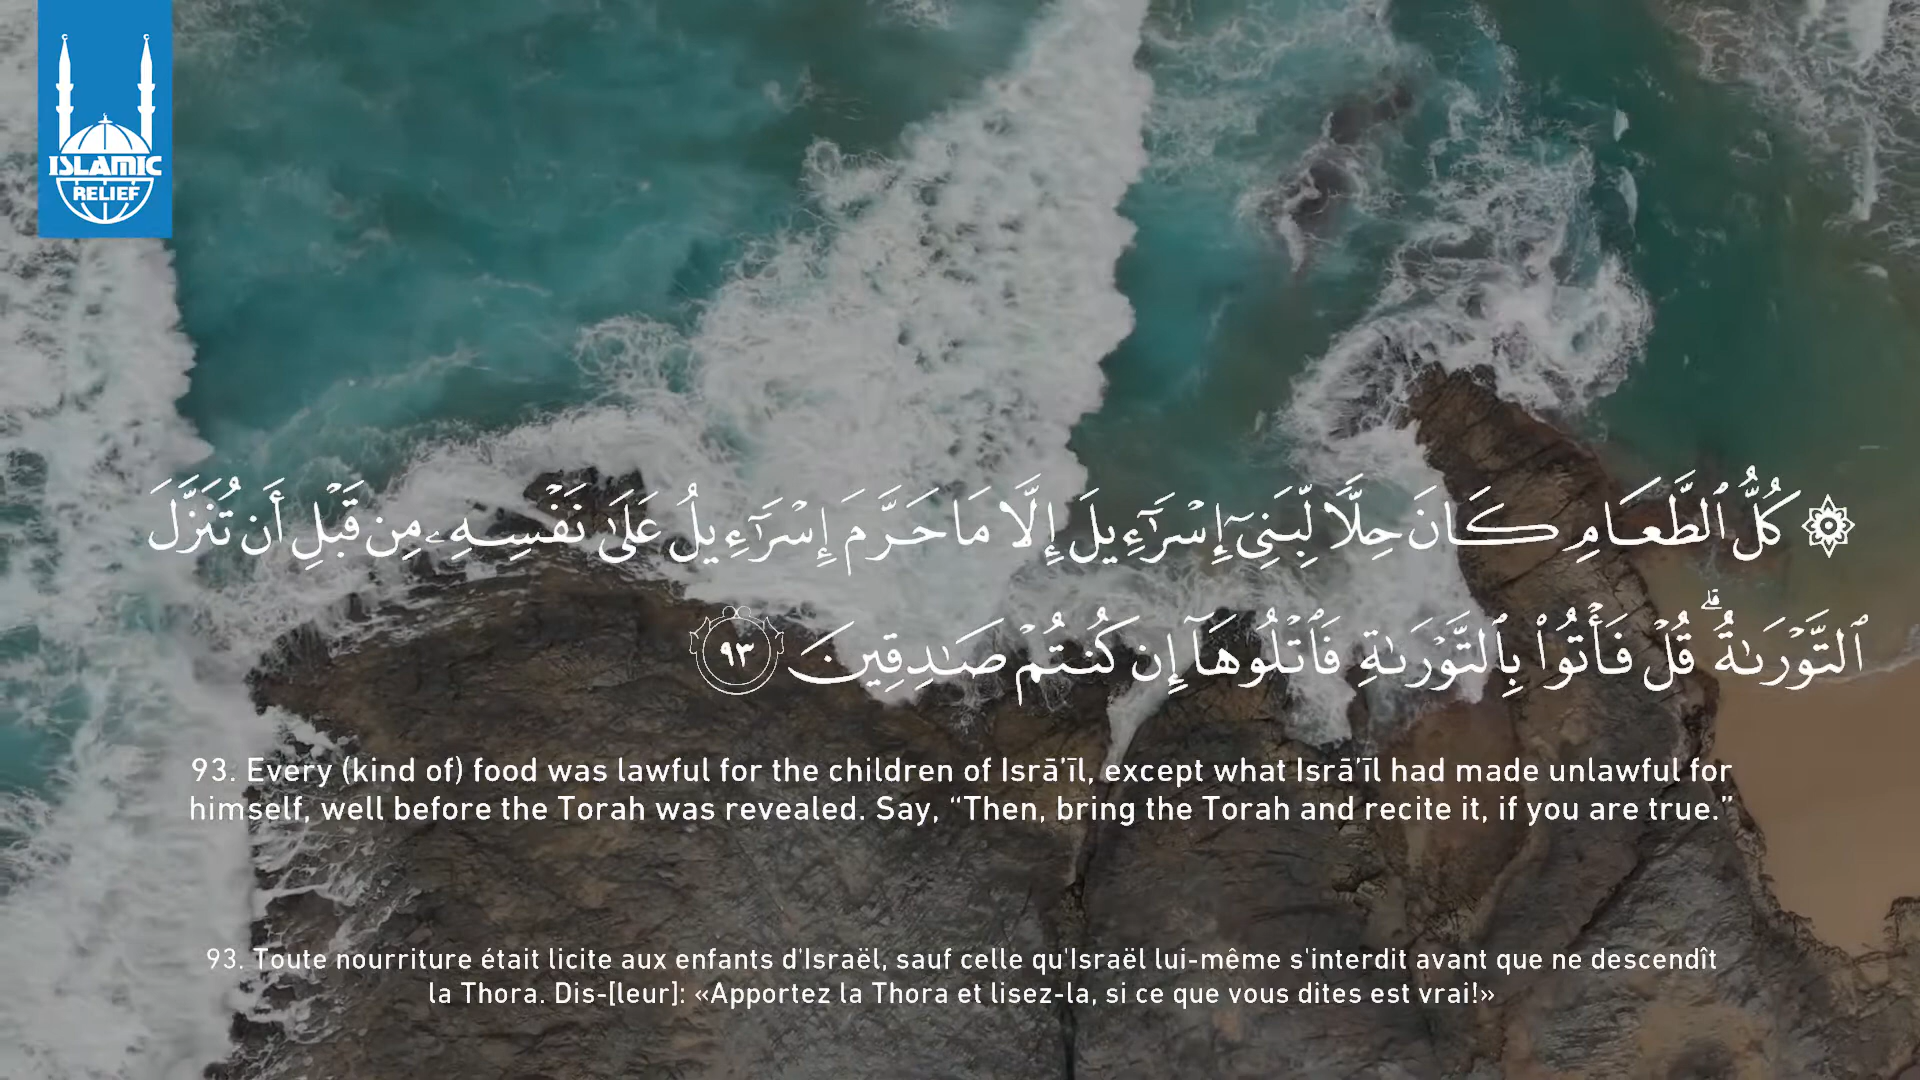 ISLAMIC
RELIEF
۞ كُلُّ ٱلطَّعَامِ كَانَ حِلًّا لِّبَنِىٓ إِسْرَٰٓءِيلَ إِلَّا مَا حَرَّمَ إِسْرَٰٓءِيلُ عَلَىٰ نَفْسِهِۦ مِن قَبْلِ أَن تُنَزَّلَ
ٱلتَّوْرَىٰةُ ۗ قُلْ فَأْتُوا۟ بِٱلتَّوْرَىٰةِ فَٱتْلُوهَآ إِن كُنتُمْ صَـٰدِقِينَ ٩٣
93. Every (kind of) food was lawful for the children of Isrā’īl, except what Isrā’īl had made unlawful for
himself, well before the Torah was revealed. Say, “Then, bring the Torah and recite it, if you are true.”
93. Toute nourriture était licite aux enfants d'Israël, sauf celle qu'Israël lui-même s'interdit avant que ne descendît
la Thora. Dis-[leur]: «Apportez la Thora et lisez-la, si ce que vous dites est vrai!»